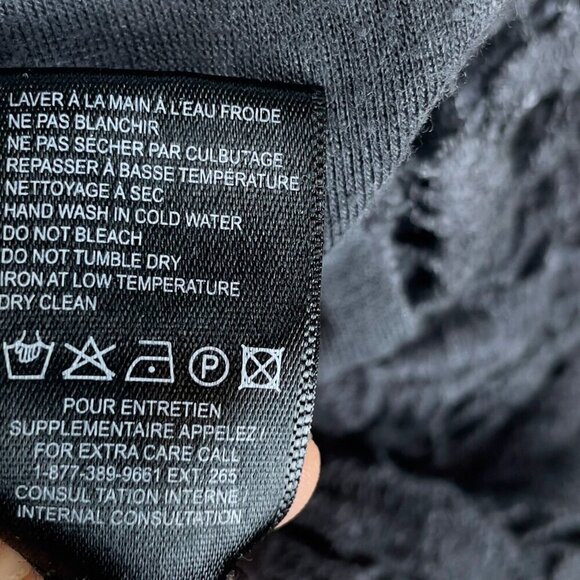 LAVER À LA MAIN À L'EAU FROIDE
NE PAS BLANCHIR
NE PAS SÉCHER PAR CULBUTAGE
REPASSER À BASSE TEMPÉRATURE
NETTOYAGE À SEC
HAND WASH IN COLD WATER
DO NOT BLEACH
DO NOT TUMBLE DRY
IRON AT LOW TEMPERATURE
DRY CLEAN
P
POUR ENTRETIEN
SUPPLEMENTAIRE APPELEZ /
FOR EXTRA CARE CALL
1-877-389-9661 EXT. 265
CONSULTATION INTERNE /
INTERNAL CONSULTATION